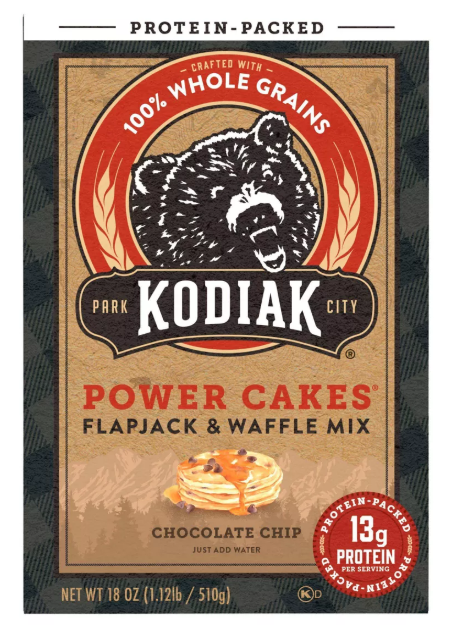 PROTEIN-PACKED
CRAFTED WITH
100% WHOLE GRAINS
PARK KODIAK CITY
®
POWER CAKES®
FLAPJACK & WAFFLE MIX
CHOCOLATE CHIP
JUST ADD WATER
PROTEIN-PACKED
13g
PROTEIN
PER SERVING
PROTEIN-PACKED
NET WT 18 OZ (1.12lb / 510g)
K D